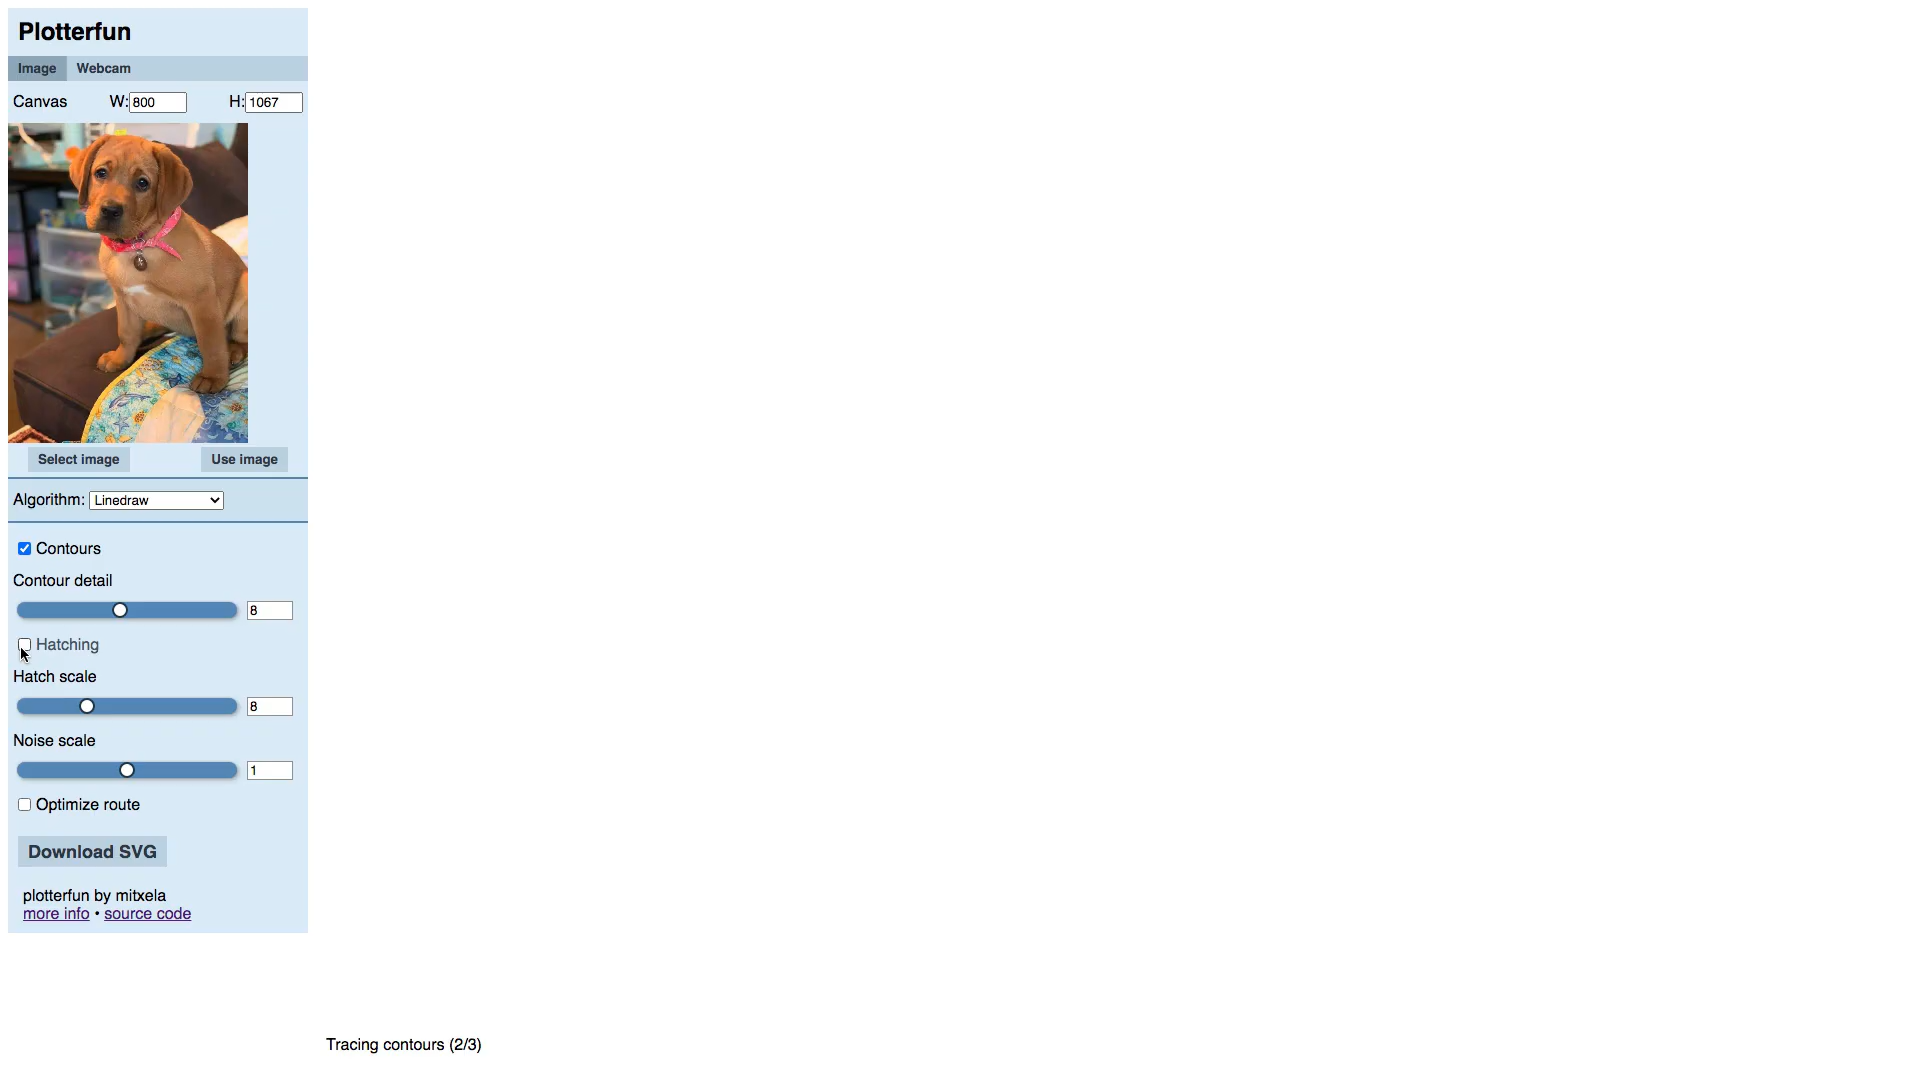 Plotterfun
Image Webcam
Canvas W: 800 H: 1067
Select image Use image
Algorithm: Linedraw
Contours
Contour detail
8
Hatching
Hatch scale
8
Noise scale
1
Optimize route
Download SVG
plotterfun by mitxela
more info • source code
Tracing contours (2/3)